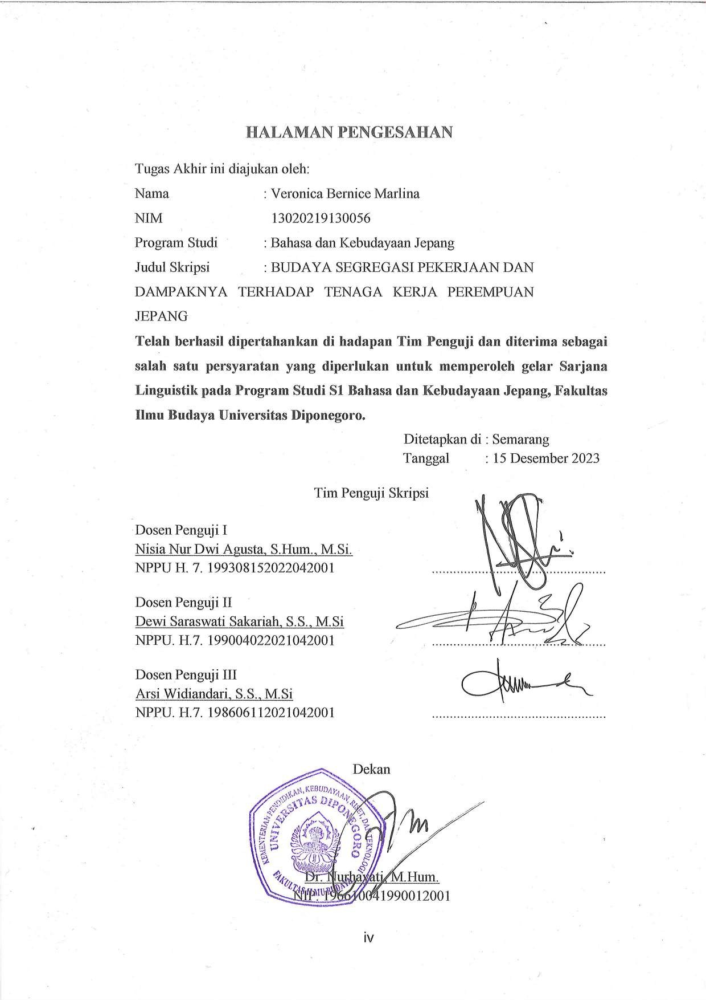 HALAMAN PENGESAHAN
Tugas Akhir ini diajukan oleh:
Nama : Veronica Bernice Marlina
NIM 13020219130056
Program Studi : Bahasa dan Kebudayaan Jepang
Judul Skripsi : BUDAYA SEGREGASI PEKERJAAN DAN
DAMPAKNYA TERHADAP TENAGA KERJA PEREMPUAN
JEPANG
Telah berhasil dipertahankan di hadapan Tim Penguji dan diterima sebagai
salah satu persyaratan yang diperlukan untuk memperoleh gelar Sarjana
Linguistik pada Program Studi S1 Bahasa dan Kebudayaan Jepang, Fakultas
Ilmu Budaya Universitas Diponegoro.
Ditetapkan di : Semarang
Tanggal : 15 Desember 2023
Tim Penguji Skripsi
Dosen Penguji I
Nisia Nur Dwi Agusta, S.Hum., M.Si.
NPPU H. 7. 199308152022042001
Dosen Penguji II
Dewi Saraswati Sakariah, S.S., M.Si
NPPU. H.7. 199004022021042001
Dosen Penguji III
Arsi Widiandari, S.S., M.Si
NPPU. H.7. 198606112021042001
Dekan
KEMENTERIAN PENDIDIKAN, KEBUDAYAAN, RISET, DAN TEKNOLOGI
UNIVERSITAS DIPONEGORO
FAKULTAS ILMU BUDAYA
Dr. Nurhayati, M.Hum.
NIP. 196610041990012001
iv